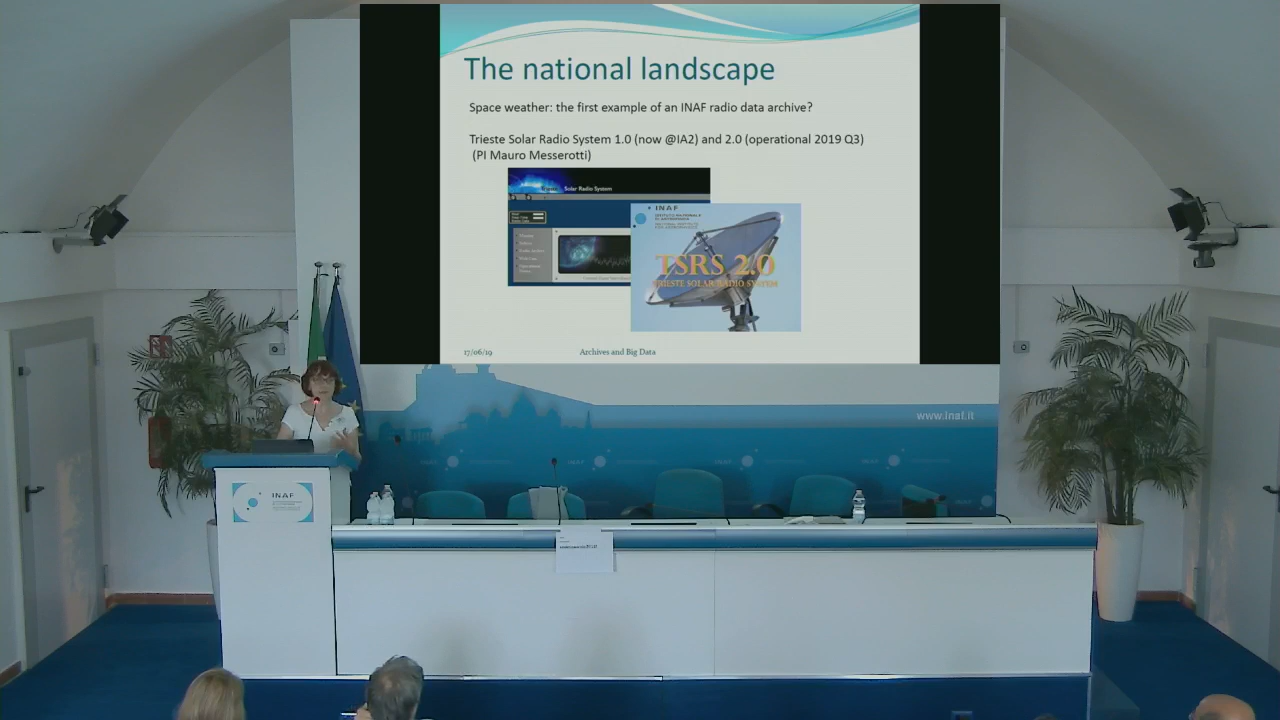 The national landscape
Space weather: the first example of an INAF radio data archive?
Trieste Solar Radio System 1.0 (now @IA2) and 2.0 (operational 2019 Q3)
(PI Mauro Messerotti)
Solar Radio System
INAF
TSRS 2.0
TRIESTE SOLAR RADIO SYSTEM
17/06/19
Archives and Big Data
www.inaf.it
INAF